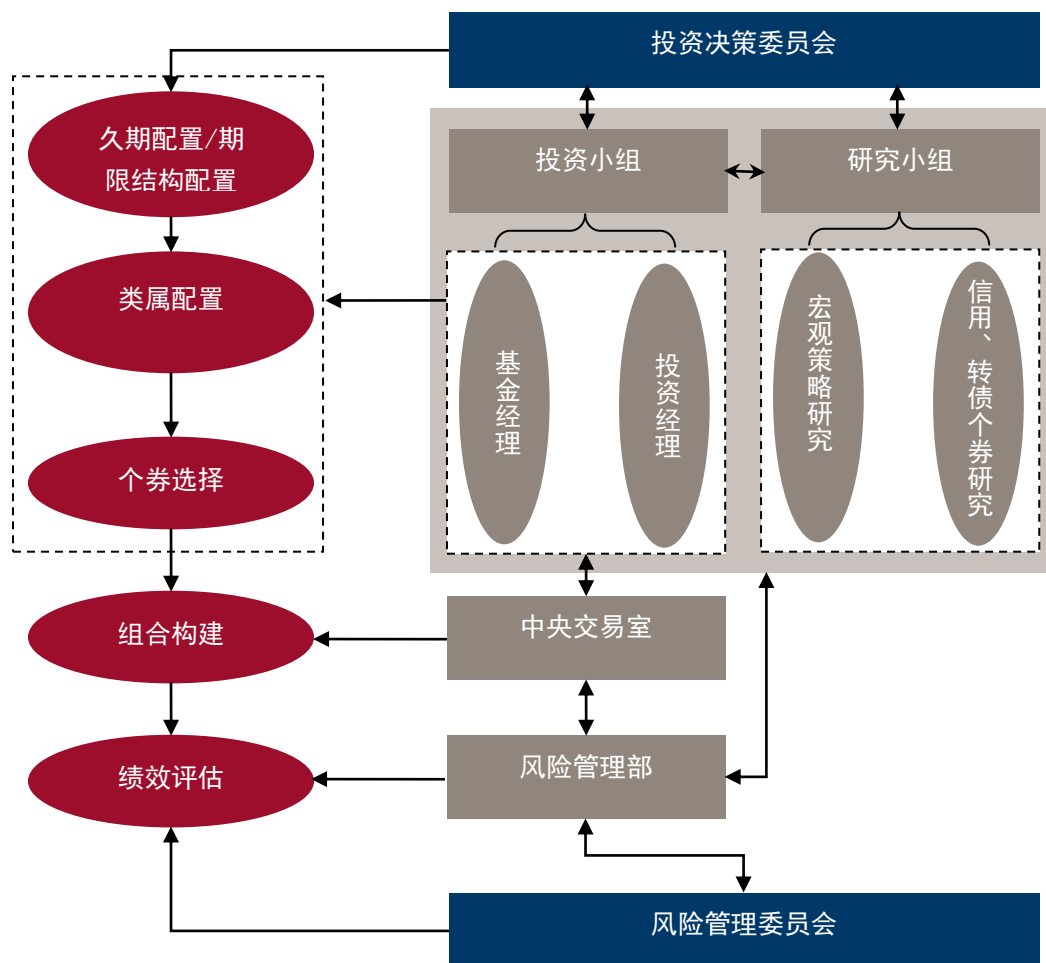 投资决策委员会
久期配置/期
限结构配置
投资小组
研究小组
类属配置
基金经理
投资经理
宏观策略研究
信用、转债个券研究
个券选择
组合构建
中央交易室
绩效评估
风险管理部
风险管理委员会